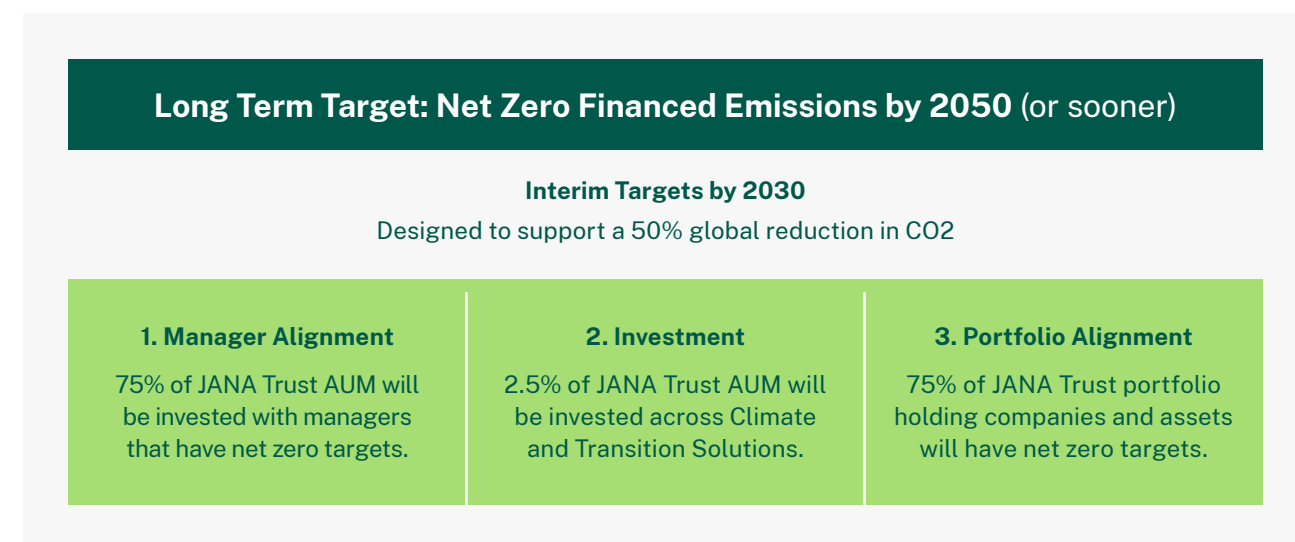 Long Term Target: Net Zero Financed Emissions by 2050 (or sooner)
Interim Targets by 2030
Designed to support a 50% global reduction in CO2
1. Manager Alignment
75% of JANA Trust AUM will
be invested with managers
that have net zero targets.
2. Investment
2.5% of JANA Trust AUM will
be invested across Climate
and Transition Solutions.
3. Portfolio Alignment
75% of JANA Trust portfolio
holding companies and assets
will have net zero targets.